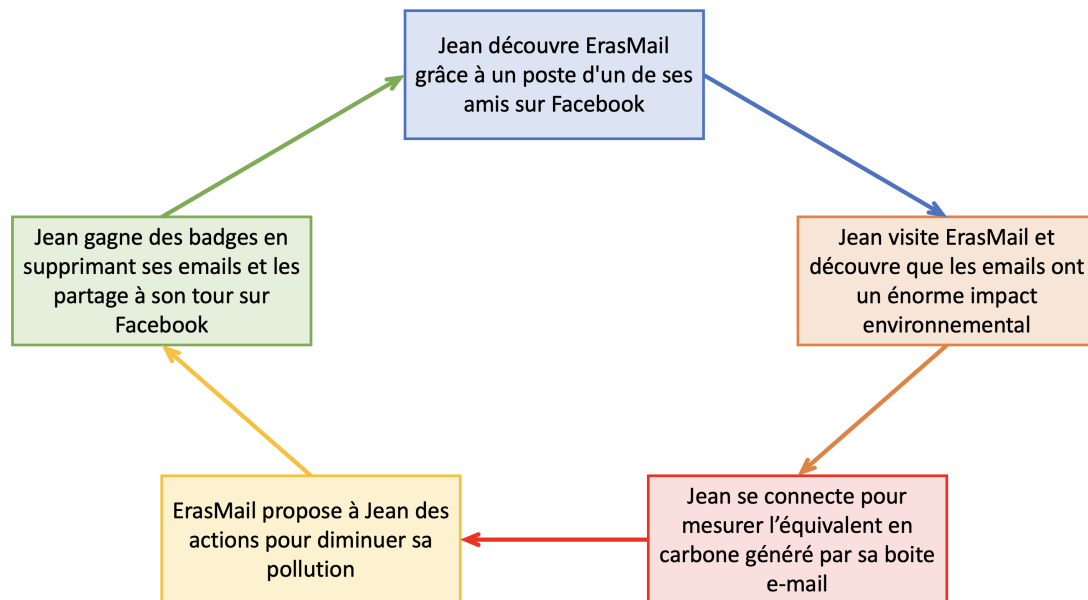 Jean découvre ErasMail
grâce à un poste d'un de ses
amis sur Facebook
Jean visite ErasMail et
découvre que les emails ont
un énorme impact
environnemental
Jean se connecte pour
mesurer l’équivalent en
carbone généré par sa boite
e-mail
ErasMail propose à Jean des
actions pour diminuer sa
pollution
Jean gagne des badges en
supprimant ses emails et les
partage à son tour sur
Facebook